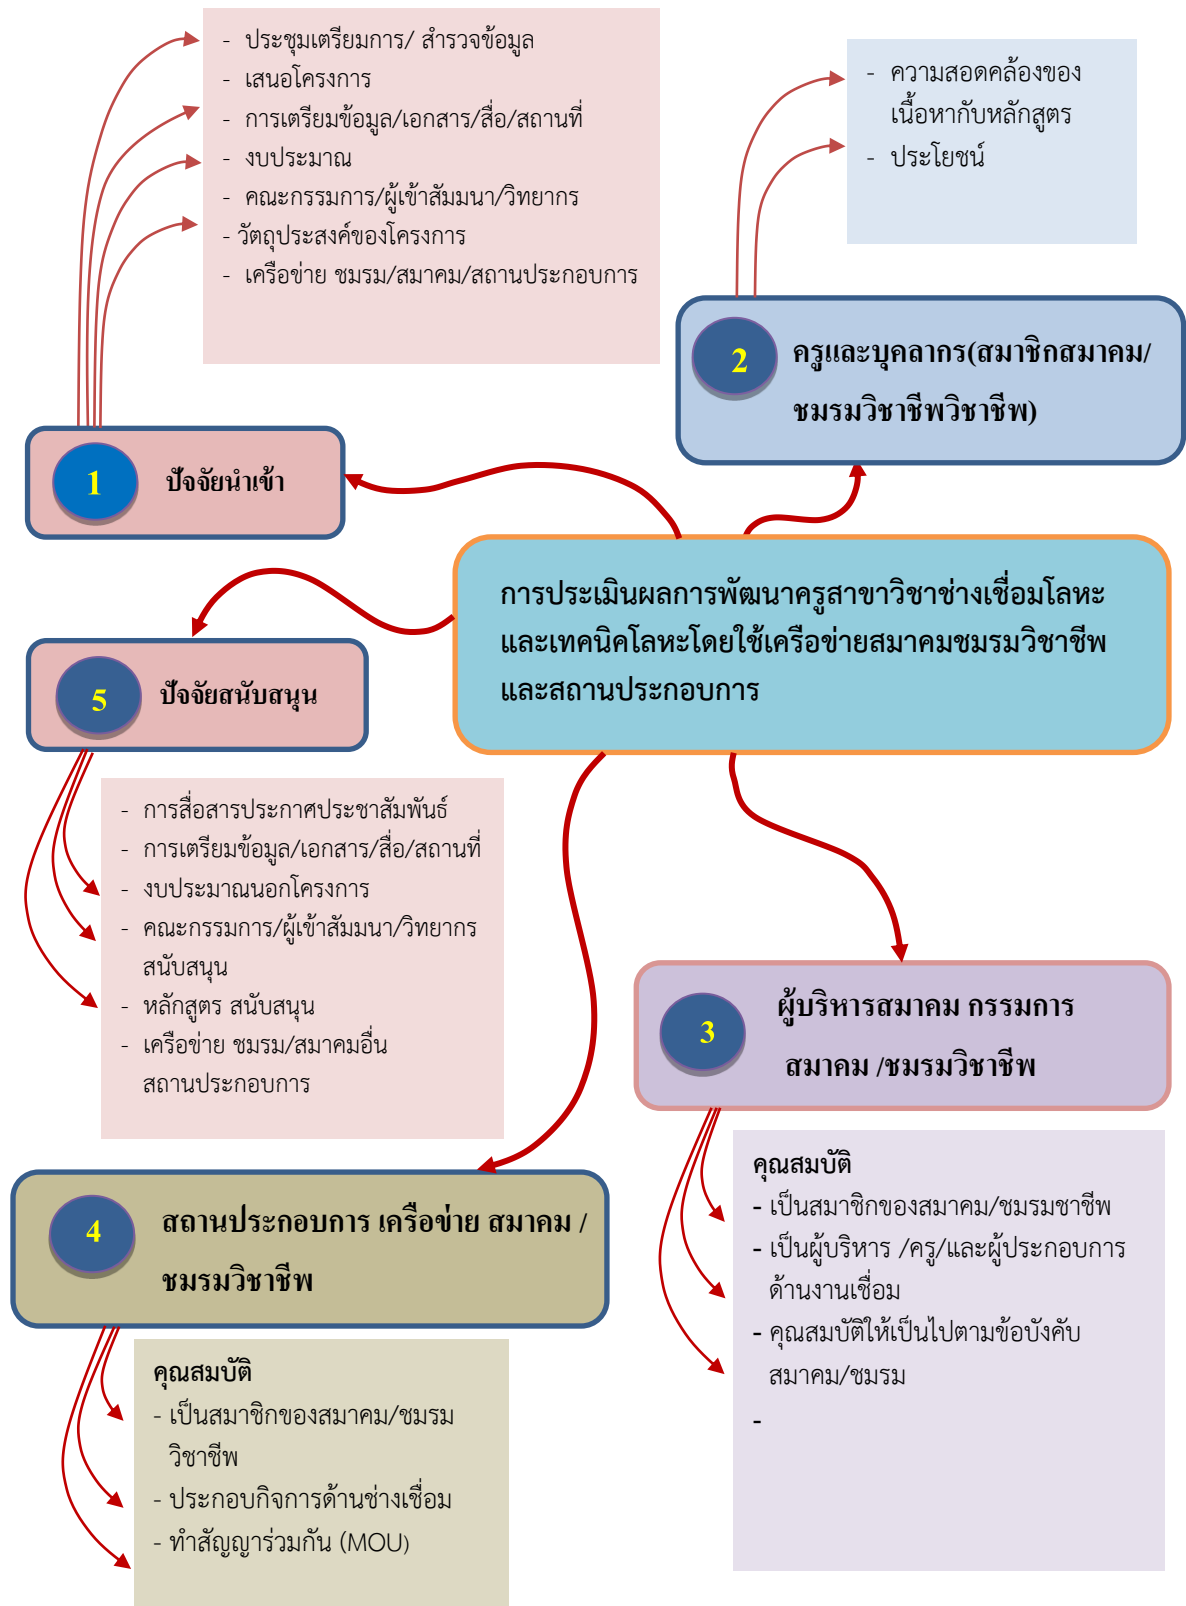 - ประชุมเตรียมการ/ สำรวจข้อมูล
- เสนอโครงการ
- การเตรียมข้อมูล/เอกสาร/สื่อ/สถานที่
- งบประมาณ
- คณะกรรมการ/ผู้เข้าสัมมนา/วิทยากร
- วัตถุประสงค์ของโครงการ
- เครือข่าย ชมรม/สมาคม/สถานประกอบการ
- ความสอดคล้องของ
เนื้อหากับหลักสูตร
- ประโยชน์
2
ครูและบุคลากร(สมาชิกสมาคม/
ชมรมวิชาชีพวิชาชีพ)
1
ปัจจัยนำเข้า
การประเมินผลการพัฒนาครูสาขาวิชาช่างเชื่อมโลหะ
และเทคนิคโลหะโดยใช้เครือข่ายสมาคมชมรมวิชาชีพ
และสถานประกอบการ
5
ปัจจัยสนับสนุน
- การสื่อสารประกาศประชาสัมพันธ์
- การเตรียมข้อมูล/เอกสาร/สื่อ/สถานที่
- งบประมาณนอกโครงการ
- คณะกรรมการ/ผู้เข้าสัมมนา/วิทยากร
สนับสนุน
- หลักสูตร สนับสนุน
- เครือข่าย ชมรม/สมาคมอื่น
สถานประกอบการ
3
ผู้บริหารสมาคม กรรมการ
สมาคม /ชมรมวิชาชีพ
คุณสมบัติ
- เป็นสมาชิกของสมาคม/ชมรมชาชีพ
- เป็นผู้บริหาร /ครู/และผู้ประกอบการ
ด้านงานเชื่อม
- คุณสมบัติให้เป็นไปตามข้อบังคับ
สมาคม/ชมรม
-
4
สถานประกอบการ เครือข่าย สมาคม /
ชมรมวิชาชีพ
คุณสมบัติ
- เป็นสมาชิกของสมาคม/ชมรม
วิชาชีพ
- ประกอบกิจการด้านช่างเชื่อม
- ทำสัญญาร่วมกัน (MOU)